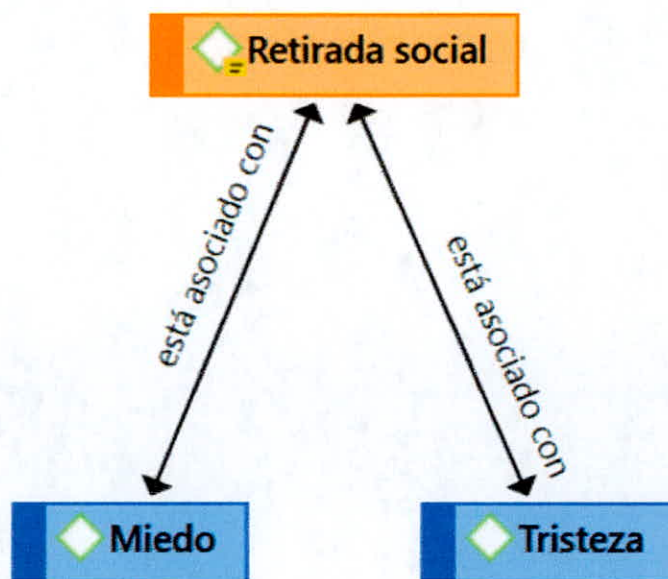 Retirada social
está asociado con
está asociado con
Miedo
Tristeza